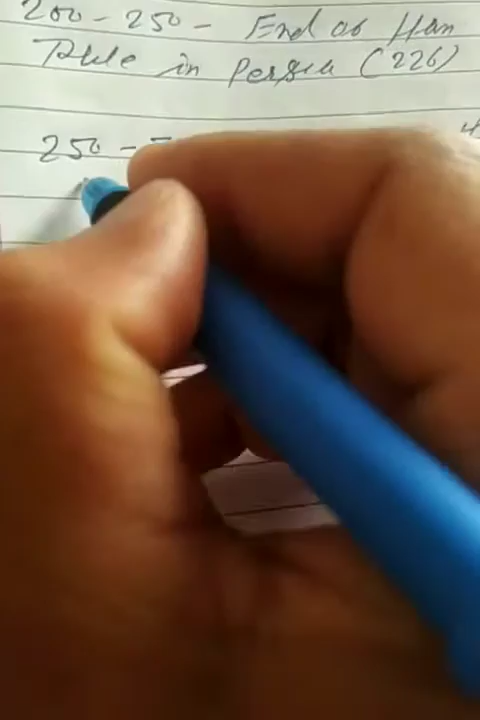 200 - 250 - End of Han
Rule in Persia (226)
250 -